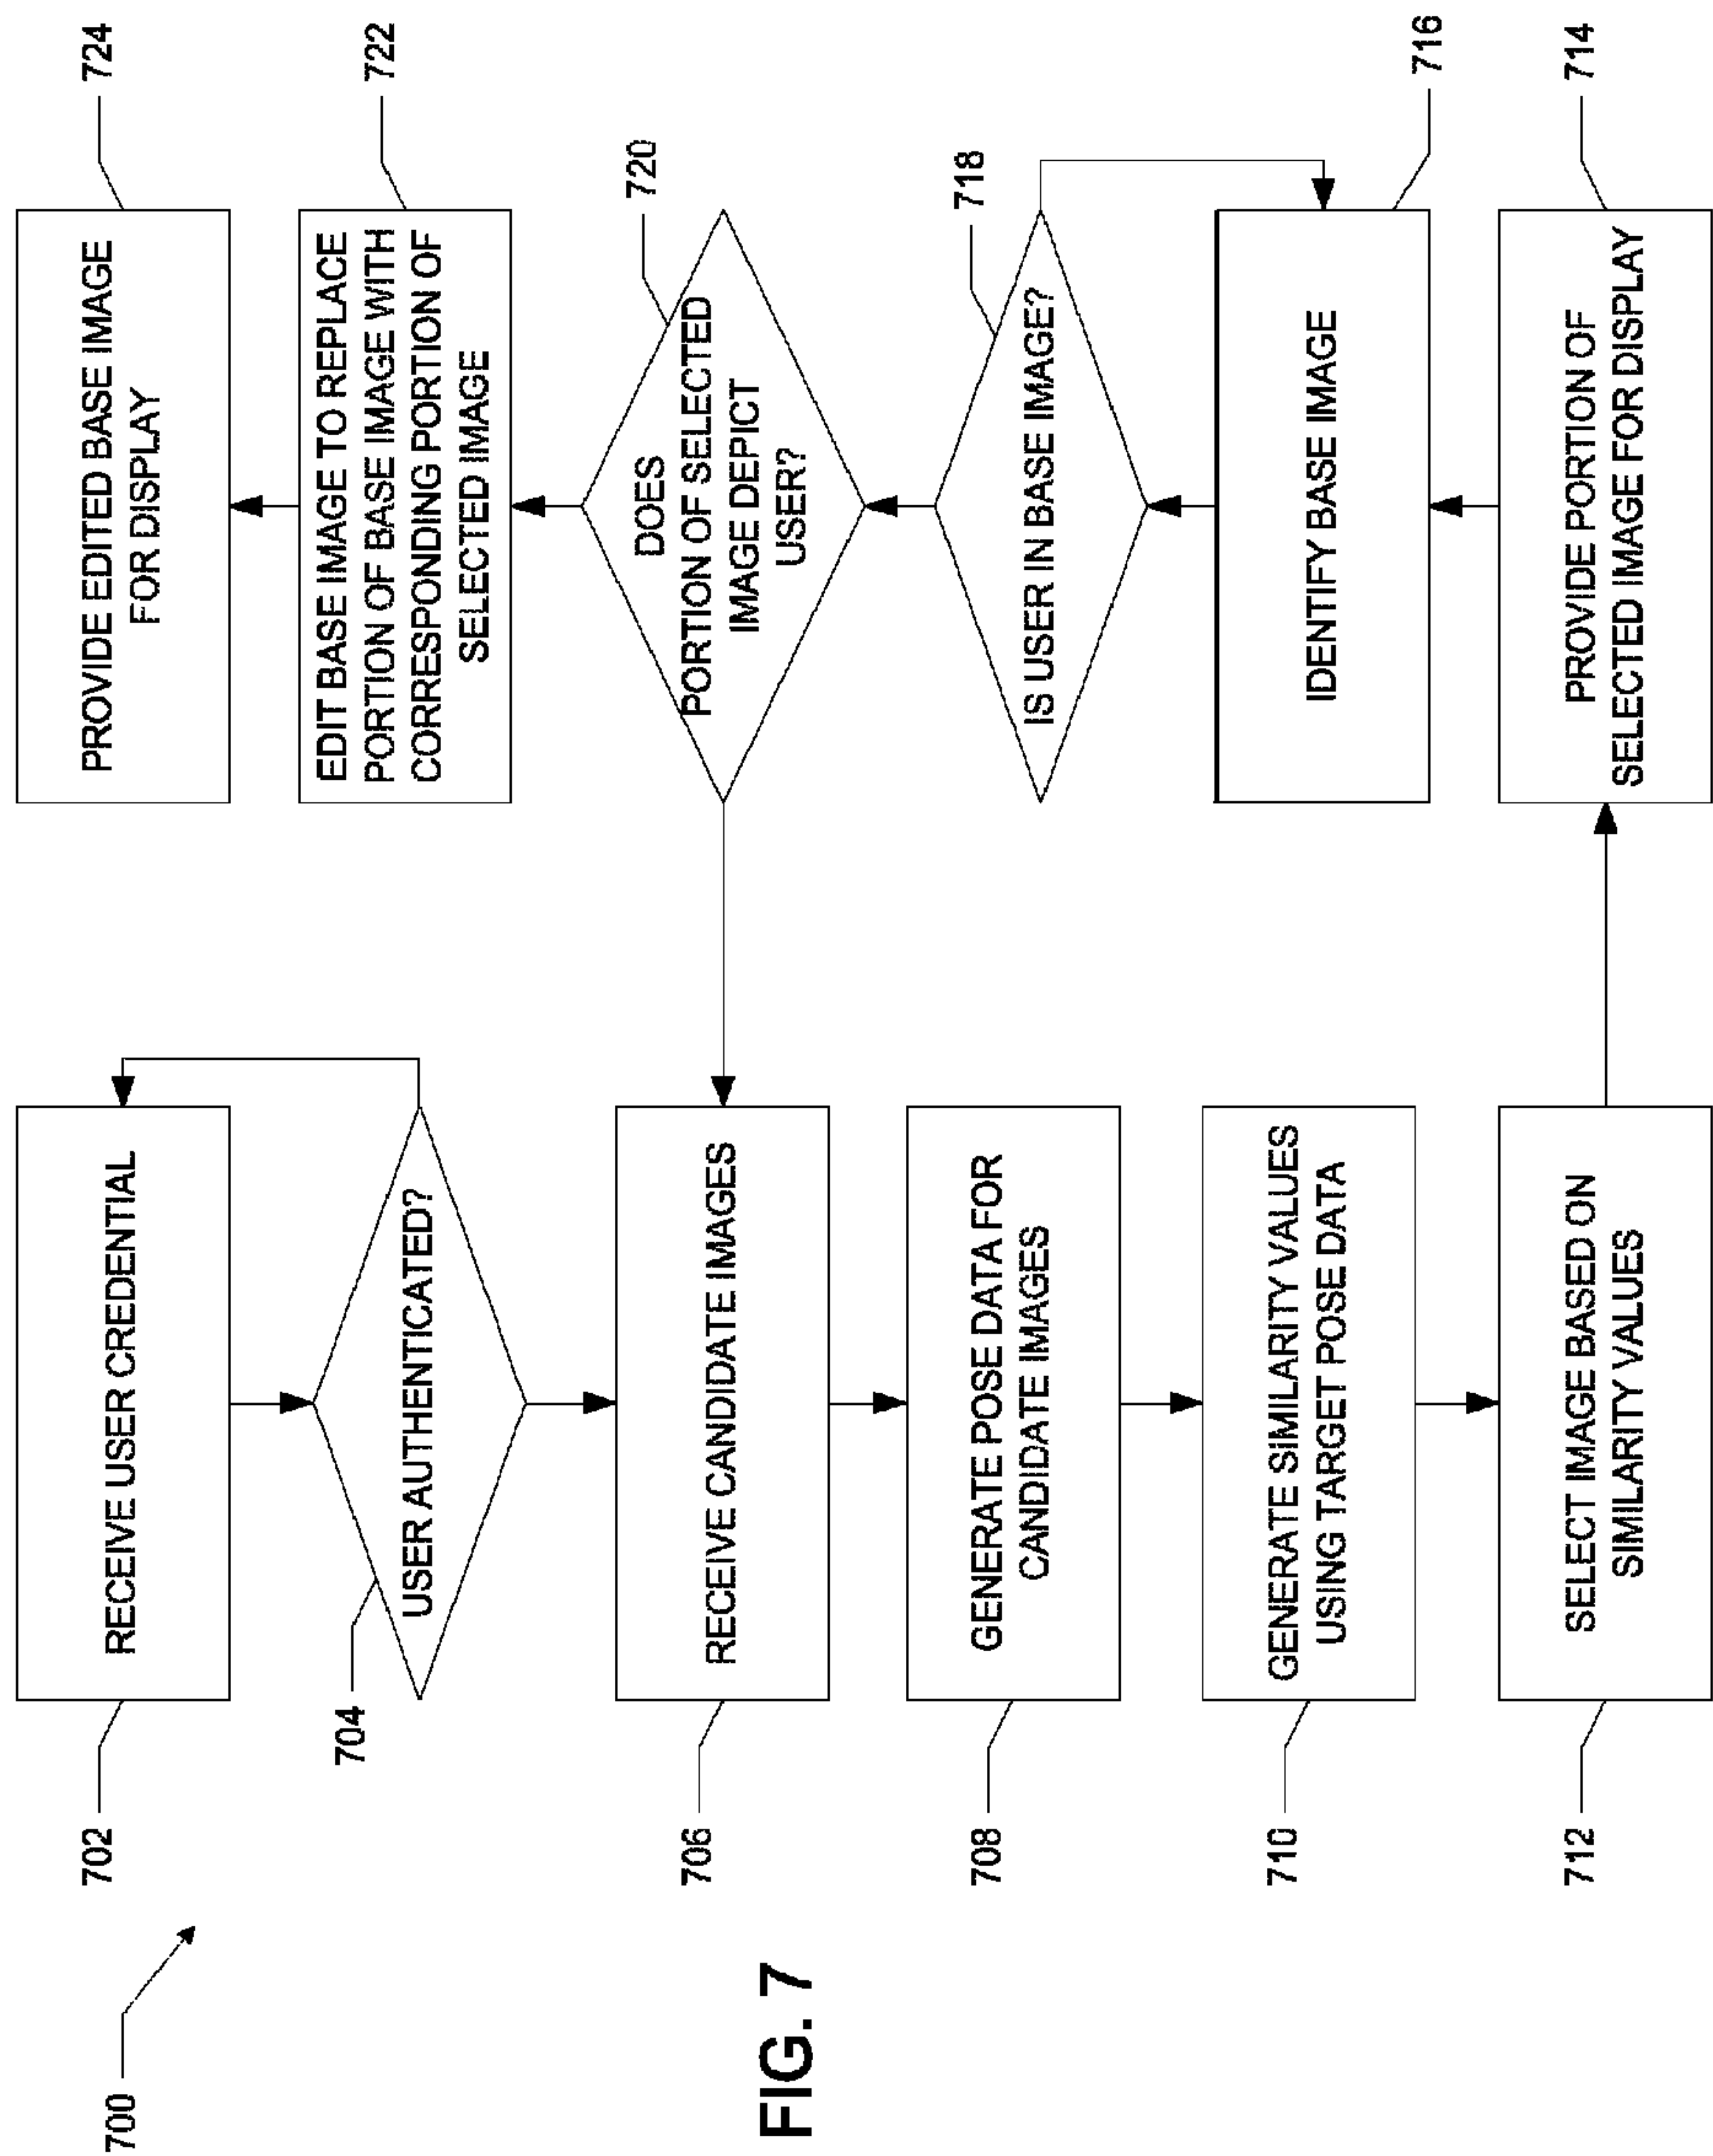 700
702
RECEIVE USER CREDENTIAL
704
USER AUTHENTICATED?
706
RECEIVE CANDIDATE IMAGES
708
GENERATE POSE DATA FOR
CANDIDATE IMAGES
710
GENERATE SIMILARITY VALUES
USING TARGET POSE DATA
712
SELECT IMAGE BASED ON
SIMILARITY VALUES
714
PROVIDE PORTION OF
SELECTED IMAGE FOR DISPLAY
716
IDENTIFY BASE IMAGE
718
IS USER IN BASE IMAGE?
720
DOES
PORTION OF SELECTED
IMAGE DEPICT
USER?
722
EDIT BASE IMAGE TO REPLACE
PORTION OF BASE IMAGE WITH
CORRESPONDING PORTION OF
SELECTED IMAGE
724
PROVIDE EDITED BASE IMAGE
FOR DISPLAY
FIG. 7